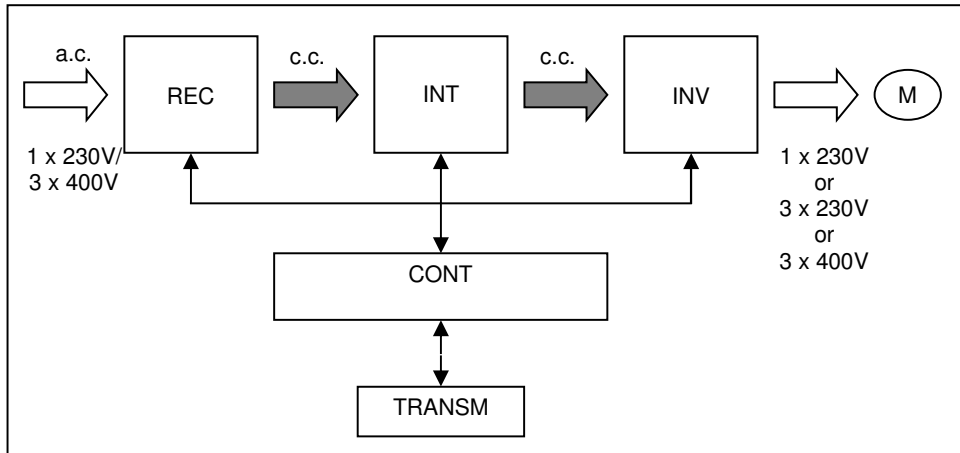 a.c.
c.c.
c.c.
REC
INT
INV
M
1 x 230V/
3 x 400V
1 x 230V
or
3 x 230V
or
3 x 400V
CONT
TRANSM